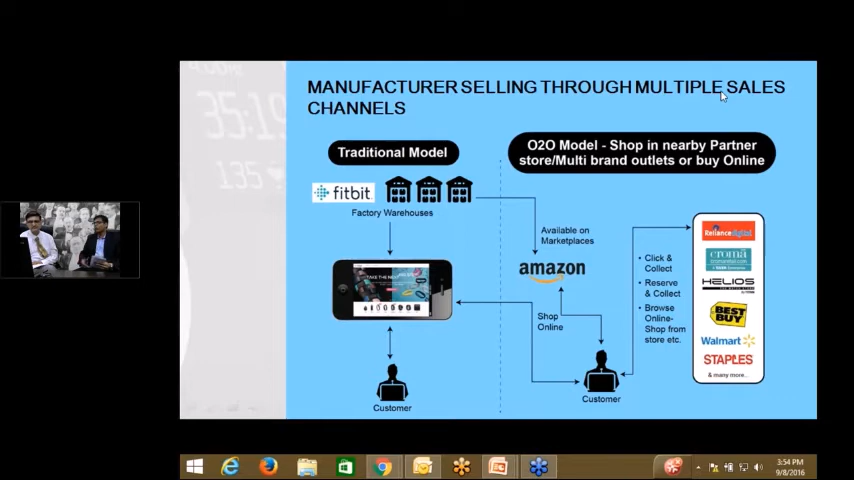 MANUFACTURER SELLING THROUGH MULTIPLE SALES
CHANNELS
35:19
135
Traditional Model
O2O Model - Shop in nearby Partner
store/Multi brand outlets or buy Online
fitbit
Factory Warehouses
Available on
Marketplaces
amazon
Shop
Online
• Click &
Collect
• Reserve
& Collect
• Browse
Online-
Shop from
store etc.
Reliance digital
croma
HELIOS
BEST
BUY
Walmart
STAPLES
& many more...
Customer
Customer
3:54 PM
9/8/2016